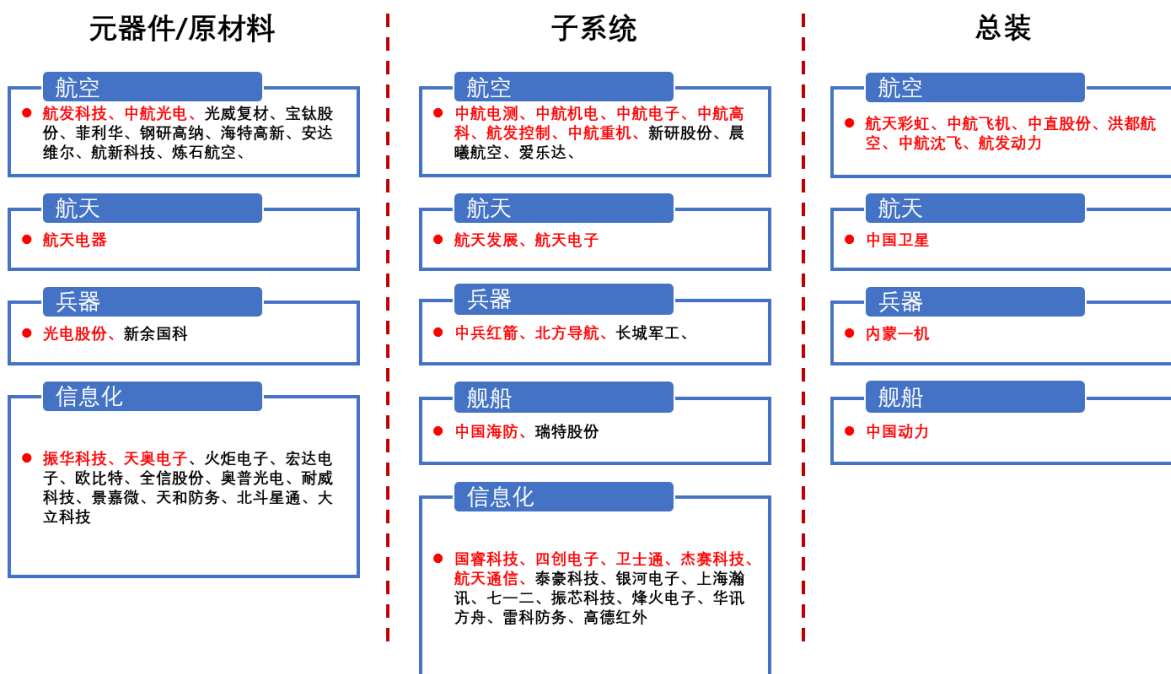 元器件/原材料
航空
航发科技、中航光电、光威复材、宝钛股
份、菲利华、钢研高纳、海特高新、安达
维尔、航新科技、炼石航空、
航天
航天电器
兵器
光电股份、新余国科
信息化
振华科技、天奥电子、火炬电子、宏达电
子、欧比特、全信股份、奥普光电、耐威
科技、景嘉微、天和防务、北斗星通、大
立科技
子系统
航空
中航电测、中航机电、中航电子、中航高
科、航发控制、中航重机、新研股份、晨
曦航空、爱乐达、
航天
航天发展、航天电子
兵器
中兵红箭、北方导航、长城军工、
舰船
中国海防、瑞特股份
信息化
国睿科技、四创电子、卫士通、杰赛科技、
航天通信、泰豪科技、银河电子、上海瀚
讯、七一二、振芯科技、烽火电子、华讯
方舟、雷科防务、高德红外
总装
航空
航天彩虹、中航飞机、中直股份、洪都航
空、中航沈飞、航发动力
航天
中国卫星
兵器
内蒙一机
舰船
中国动力